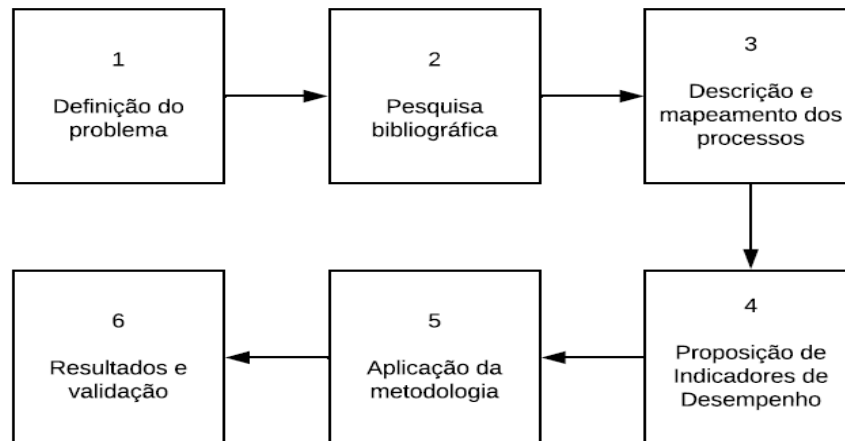 1
Definição do
problema
2
Pesquisa
bibliográfica
3
Descrição e
mapeamento dos
processos
4
Proposição de
Indicadores de
Desempenho
5
Aplicação da
metodologia
6
Resultados e
validação